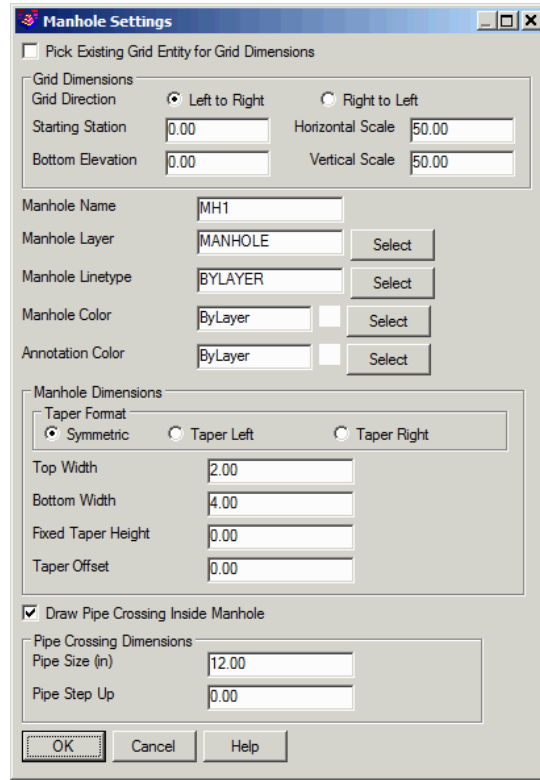 Manhole Settings
Pick Existing Grid Entity for Grid Dimensions
Grid Dimensions
Grid Direction Left to Right Right to Left
Starting Station 0.00 Horizontal Scale 50.00
Bottom Elevation 0.00 Vertical Scale 50.00
Manhole Name MH1
Manhole Layer MANHOLE Select
Manhole Linetype BYLAYER Select
Manhole Color ByLayer Select
Annotation Color ByLayer Select
Manhole Dimensions
Taper Format
Symmetric Taper Left Taper Right
Top Width 2.00
Bottom Width 4.00
Fixed Taper Height 0.00
Taper Offset 0.00
Draw Pipe Crossing Inside Manhole
Pipe Crossing Dimensions
Pipe Size (in) 12.00
Pipe Step Up 0.00
OK Cancel Help